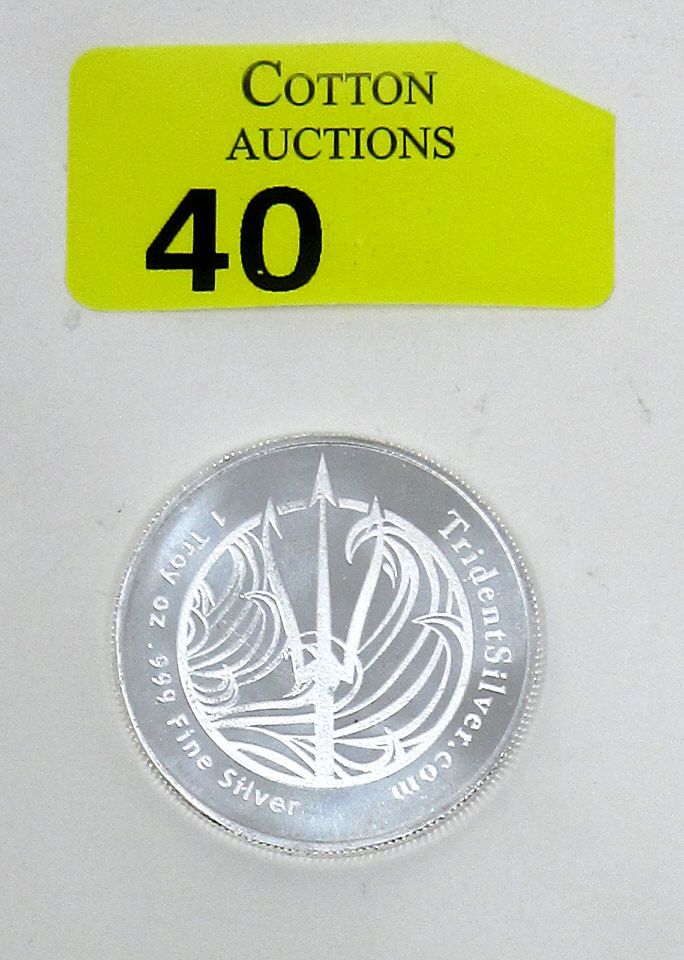 COTTON
AUCTIONS
40
1 Troy oz .999 Fine Silver
TridentSilver.com